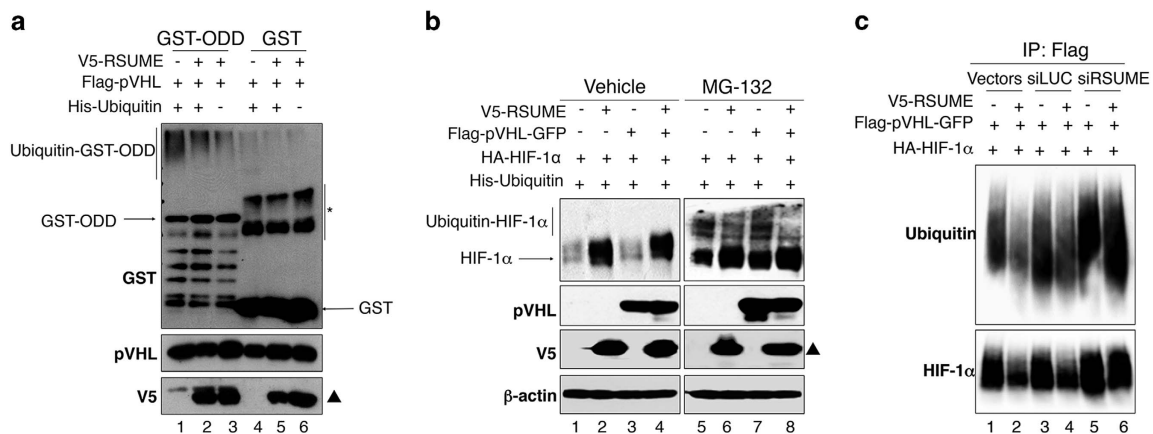 a
GST-ODD GST
V5-RSUME - + + - + +
Flag-pVHL + + + + + +
His-Ubiquitin + + - + + -
Ubiquitin-GST-ODD
*
GST-ODD
GST
GST
pVHL
V5
1 2 3 4 5 6
b
Vehicle MG-132
V5-RSUME - + - + - + - +
Flag-pVHL-GFP - - + + - - + +
HA-HIF-1α + + + + + + + +
His-Ubiquitin + + + + + + + +
Ubiquitin-HIF-1α
HIF-1α
pVHL
V5
β-actin
1 2 3 4 5 6 7 8
c
IP: Flag
Vectors siLUC siRSUME
V5-RSUME - + - + - +
Flag-pVHL-GFP + + + + + +
HA-HIF-1α + + + + + +
Ubiquitin
HIF-1α
1 2 3 4 5 6